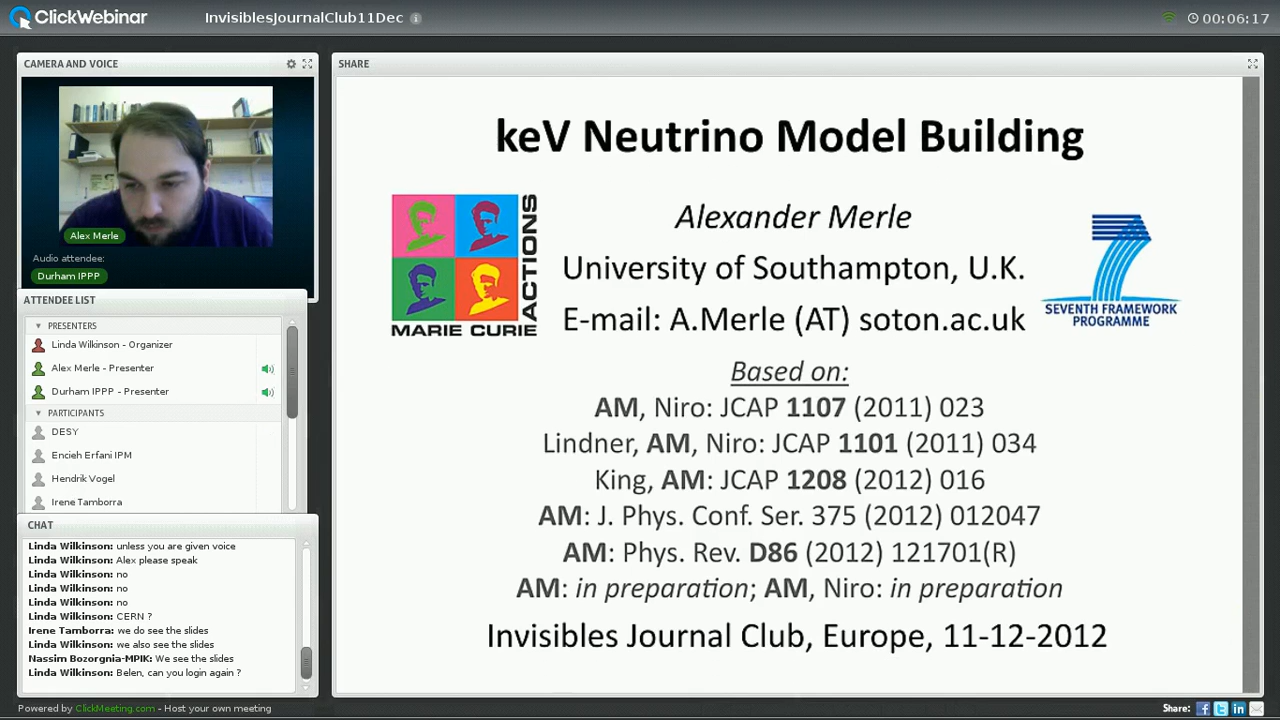 ClickWebinar
InvisiblesJournalClub11Dec
00:06:17
CAMERA AND VOICE
Alex Merle
Audio attendee:
Durham IPPP
ATTENDEE LIST
PRESENTERS
Linda Wilkinson - Organizer
Alex Merle - Presenter
Durham IPPP - Presenter
PARTICIPANTS
DESY
Encieh Erfani IPM
Hendrik Vogel
Irene Tamborra
CHAT
Linda Wilkinson: unless you are given voice
Linda Wilkinson: Alex please speak
Linda Wilkinson: no
Linda Wilkinson: no
Linda Wilkinson: no
Linda Wilkinson: CERN ?
Irene Tamborra: we do see the slides
Linda Wilkinson: we also see the slides
Nassim Bozorgnia-MPIK: We see the slides
Linda Wilkinson: Belen, can you login again ?
SHARE
keV Neutrino Model Building
MARIE CURIE
ACTIONS
Alexander Merle
University of Southampton, U.K.
E-mail: A.Merle (AT) soton.ac.uk
SEVENTH FRAMEWORK
PROGRAMME
Based on:
AM, Niro: JCAP 1107 (2011) 023
Lindner, AM, Niro: JCAP 1101 (2011) 034
King, AM: JCAP 1208 (2012) 016
AM: J. Phys. Conf. Ser. 375 (2012) 012047
AM: Phys. Rev. D86 (2012) 121701(R)
AM: in preparation; AM, Niro: in preparation
Invisibles Journal Club, Europe, 11-12-2012
Powered by ClickMeeting.com - Host your own meeting
Share: